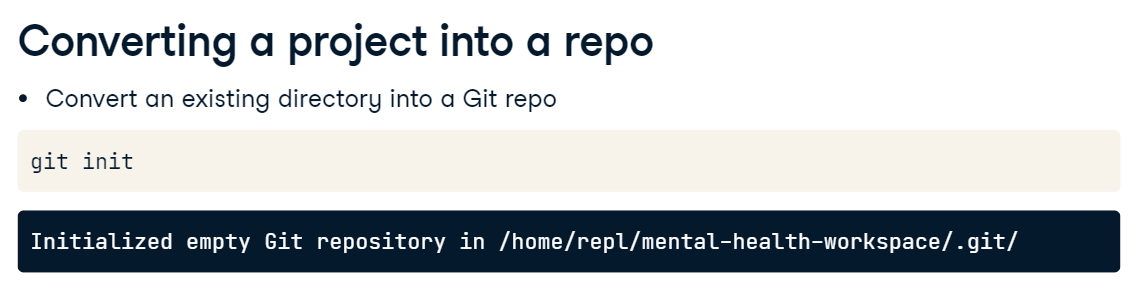 Converting a project into a repo
• Convert an existing directory into a Git repo
git init
Initialized empty Git repository in /home/repl/mental-health-workspace/.git/